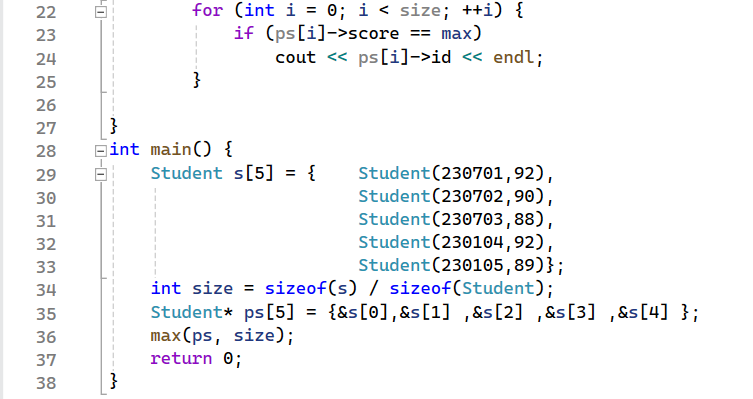 22 for (int i = 0; i < size; ++i) {
23 if (ps[i]->score == max)
24 cout << ps[i]->id << endl;
25 }
26
27 }
28 int main() {
29 Student s[5] = { Student(230701,92),
30 Student(230702,90),
31 Student(230703,88),
32 Student(230104,92),
33 Student(230105,89)};
34 int size = sizeof(s) / sizeof(Student);
35 Student* ps[5] = {&s[0],&s[1] ,&s[2] ,&s[3] ,&s[4] };
36 max(ps, size);
37 return 0;
38 }